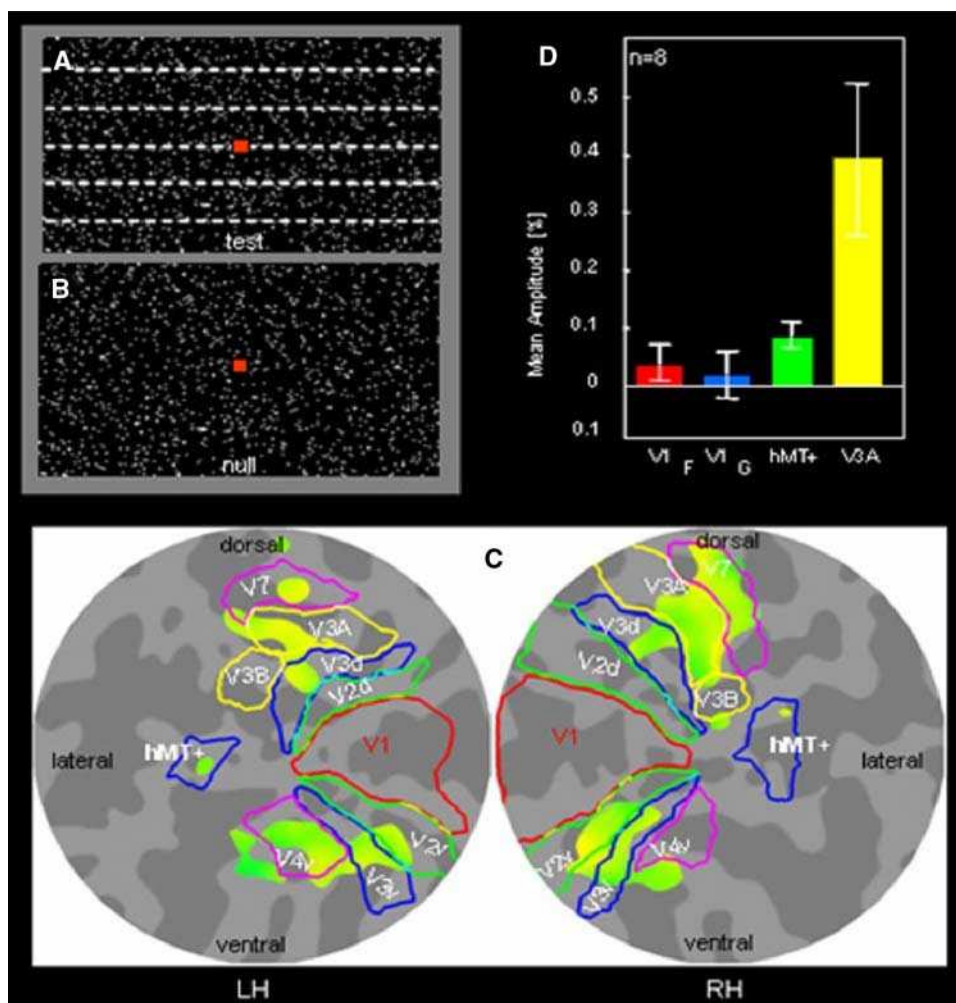 A
test
B
null
D
n=8
Mean Amplitude [%]
0.5
0.4
0.3
0.2
0.1
0
0.1
V1 F V1 G hMT+ V3A
C
dorsal
V7
V3A
V3d
V3B
V2d
hMT+
V1
lateral
V4v
V2v
V3v
ventral
LH
dorsal
V7
V3A
V3d
V2d
V3B
V1
hMT+
lateral
V2v
V4v
V3v
ventral
RH